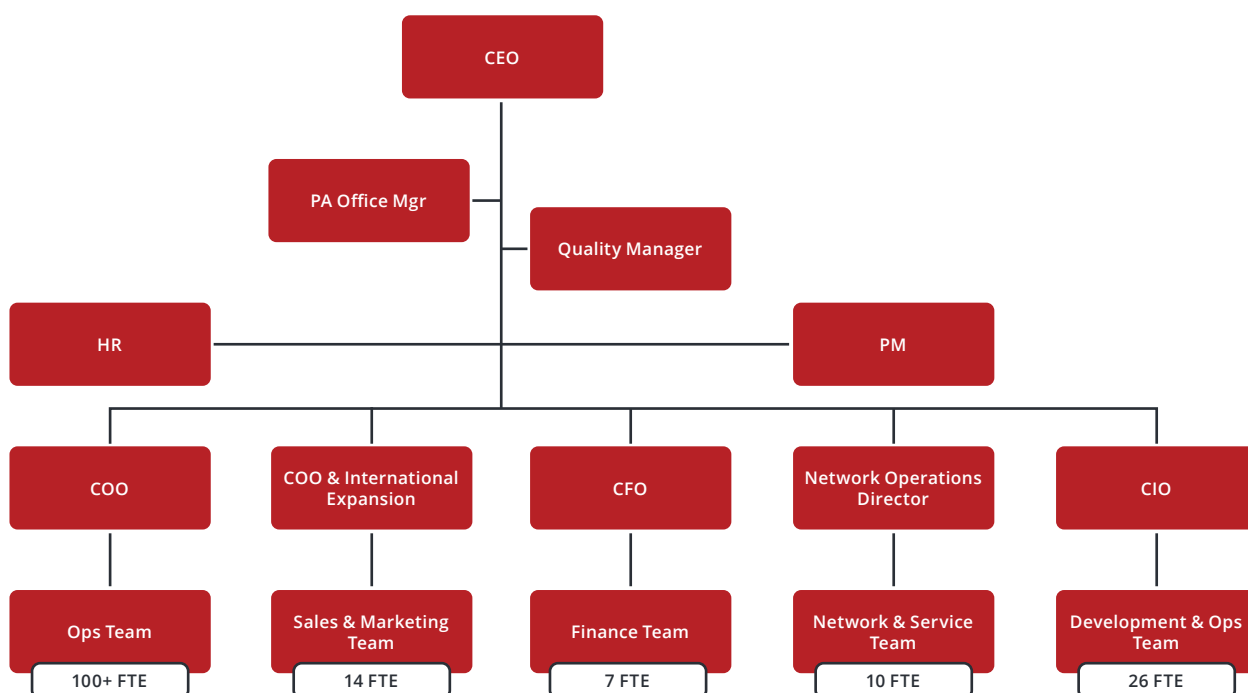 CEO
PA Office Mgr
Quality Manager
HR
PM
COO
COO & International
Expansion
CFO
Network Operations
Director
CIO
Ops Team
Sales & Marketing
Team
Finance Team
Network & Service
Team
Development & Ops
Team
100+ FTE
14 FTE
7 FTE
10 FTE
26 FTE